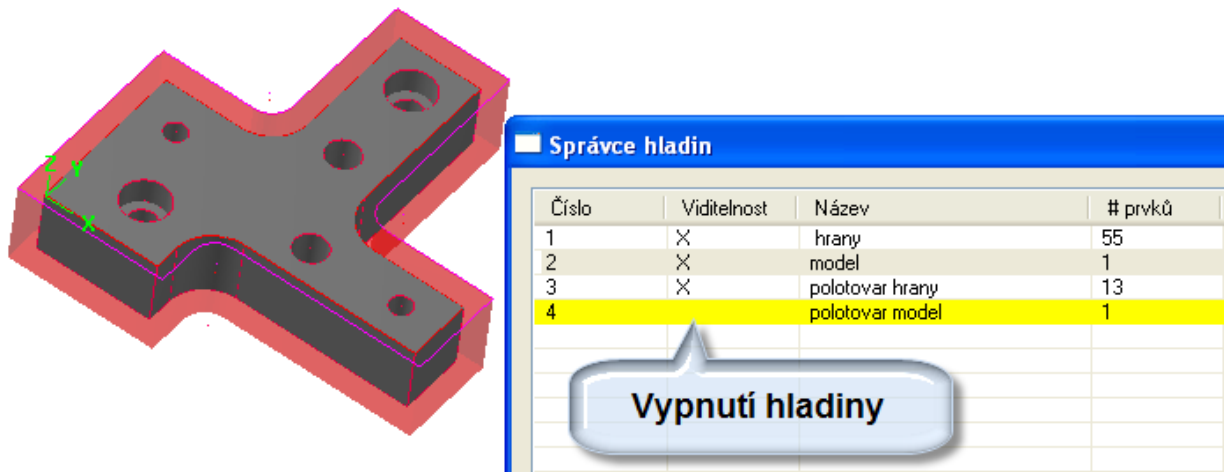 Z Y
X
Správce hladin
Číslo Viditelnost Název # prvků
1 X hrany 55
2 X model 1
3 X polotovar hrany 13
4 polotovar model 1
Vypnutí hladiny